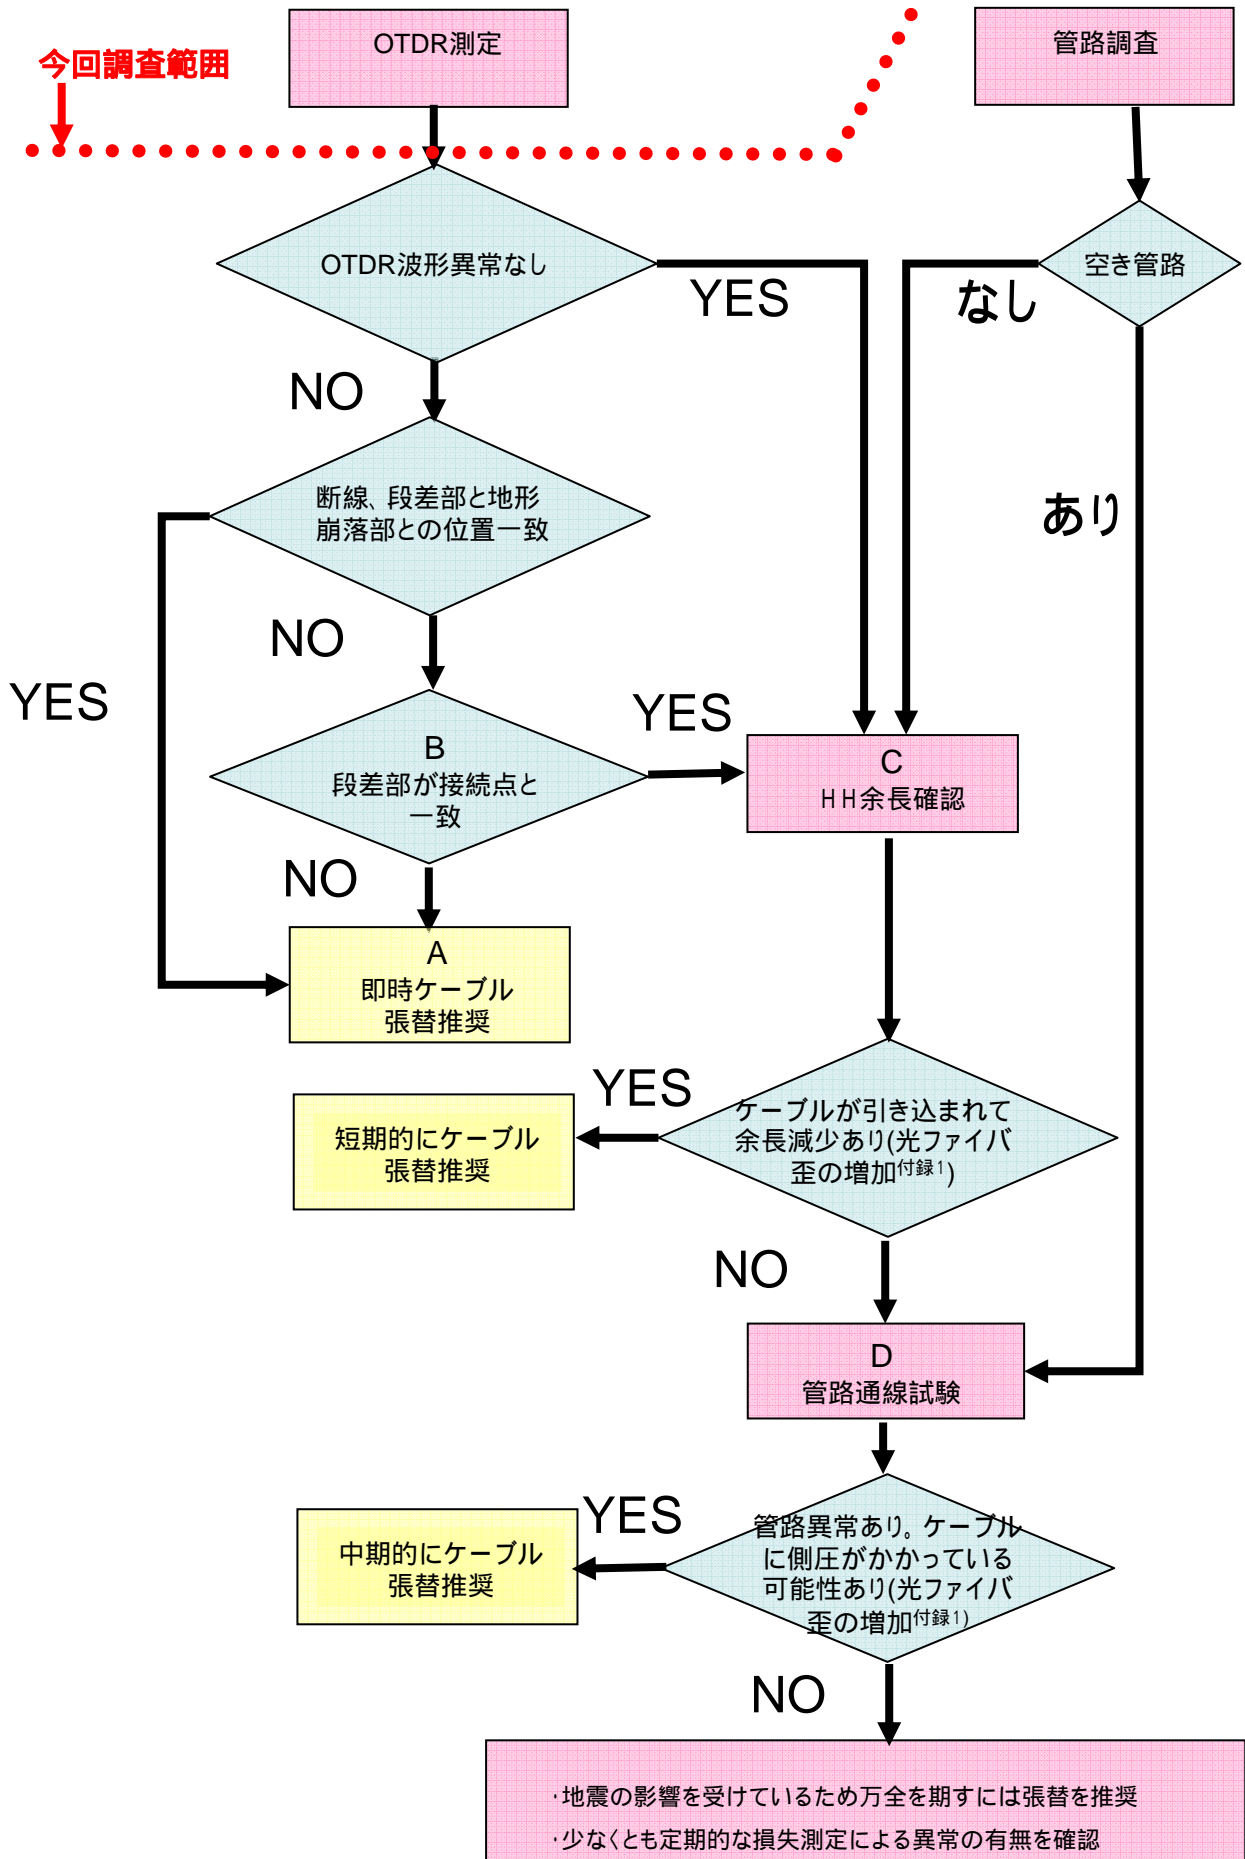 OTDR測定
管路調査
今回調査範囲
OTDR波形異常なし
空き管路
YES
なし
NO
断線、段差部と地形
崩落部との位置一致
あり
NO
YES
YES
B
段差部が接続点と
一致
C
HH余長確認
NO
A
即時ケーブル
張替推奨
YES
ケーブルが引き込まれて
余長減少あり(光ファイバ
歪の増加付録1)
短期的にケーブル
張替推奨
NO
D
管路通線試験
YES
管路異常あり。ケーブル
に側圧がかかっている
可能性あり(光ファイバ
歪の増加付録1)
中期的にケーブル
張替推奨
NO
・地震の影響を受けているため万全を期すには張替を推奨
・少なくとも定期的な損失測定による異常の有無を確認